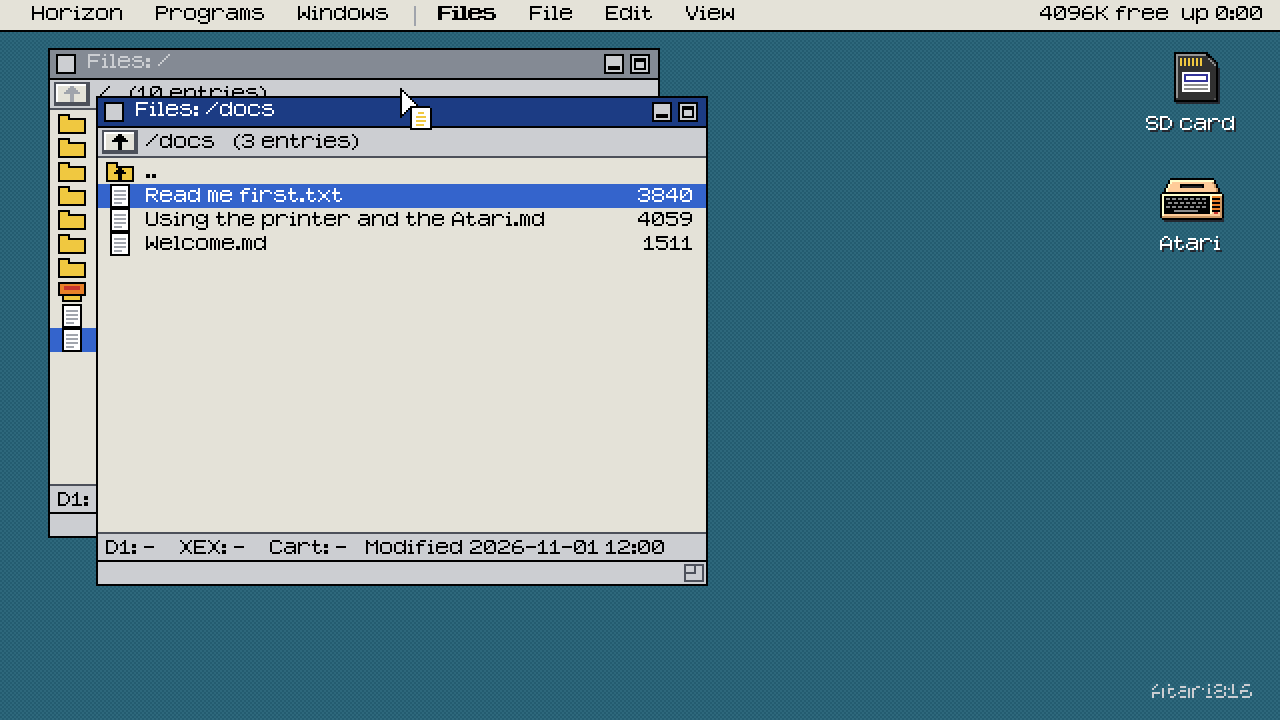 Horizon Programs Windows | Files File Edit View 4096K free up 0:00
Files: /
/ (10 entries)
Files: /docs
/docs (3 entries)
..
Read me first.txt 3840
Using the printer and the Atari.md 4059
Welcome.md 1511
D1:
D1: - XEX: - Cart: - Modified 2026-11-01 12:00
SD card
Atari
Atari816